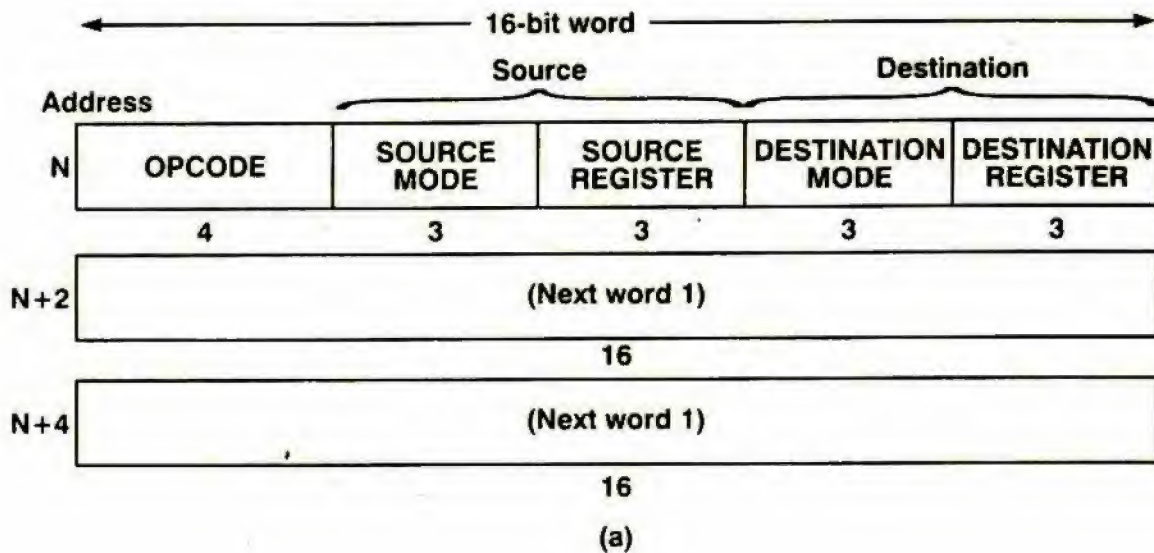 16-bit word
Source Destination
Address
N OPCODE SOURCE MODE SOURCE REGISTER DESTINATION MODE DESTINATION REGISTER
4 3 3 3 3
N+2 (Next word 1)
16
N+4 (Next word 1)
16
(a)